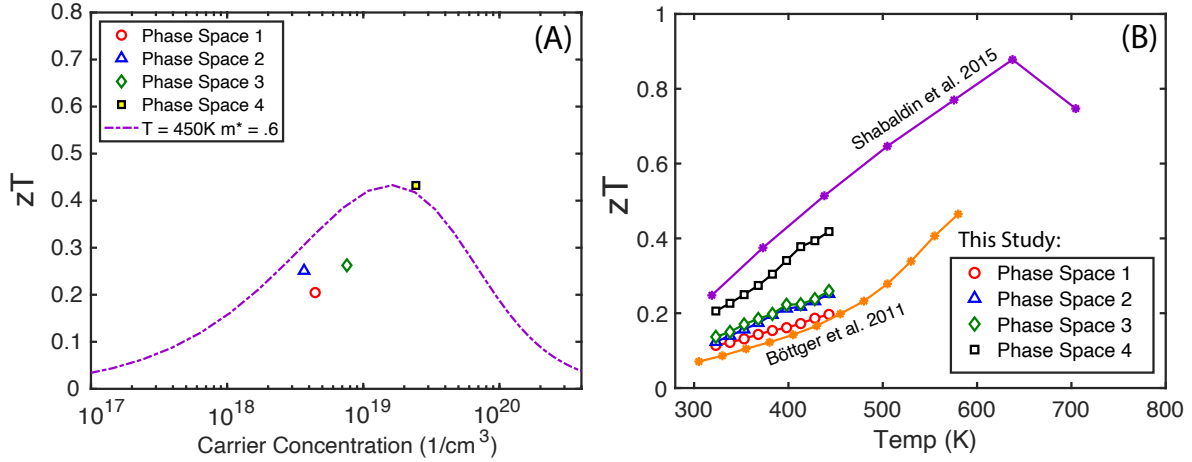 (A)
Phase Space 1
Phase Space 2
Phase Space 3
Phase Space 4
T = 450K m* = .6
zT
0.8
0.7
0.6
0.5
0.4
0.3
0.2
0.1
0
10^17
10^18
10^19
10^20
Carrier Concentration (1/cm^3)
(B)
zT
1
0.8
0.6
0.4
0.2
0
Shabaldin et al. 2015
Böttger et al. 2011
This Study:
Phase Space 1
Phase Space 2
Phase Space 3
Phase Space 4
300
400
500
600
700
800
Temp (K)